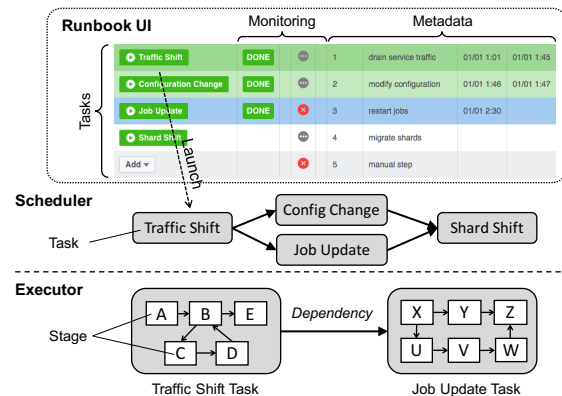 Runbook UI
Monitoring
Metadata
Tasks
Traffic Shift DONE 1 drain service traffic 01/01 1:01 01/01 1:45
Configuration Change DONE 2 modify configuration 01/01 1:46 01/01 1:47
Job Update DONE 3 restart jobs 01/01 2:30
Shard Shift 4 migrate shards
Add 5 manual step
Launch
Scheduler
Task
Traffic Shift
Config Change
Job Update
Shard Shift
Executor
Stage
A B E
C D
Dependency
X Y Z
U V W
Traffic Shift Task
Job Update Task